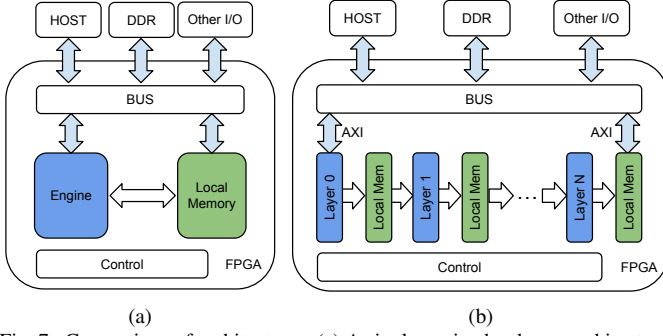 HOST
DDR
Other I/O
BUS
Engine
Local
Memory
Control
FPGA
(a)
HOST
DDR
Other I/O
BUS
AXI
AXI
Layer 0
Local Mem
Layer 1
Local Mem
...
Layer N
Local Mem
Control
FPGA
(b)